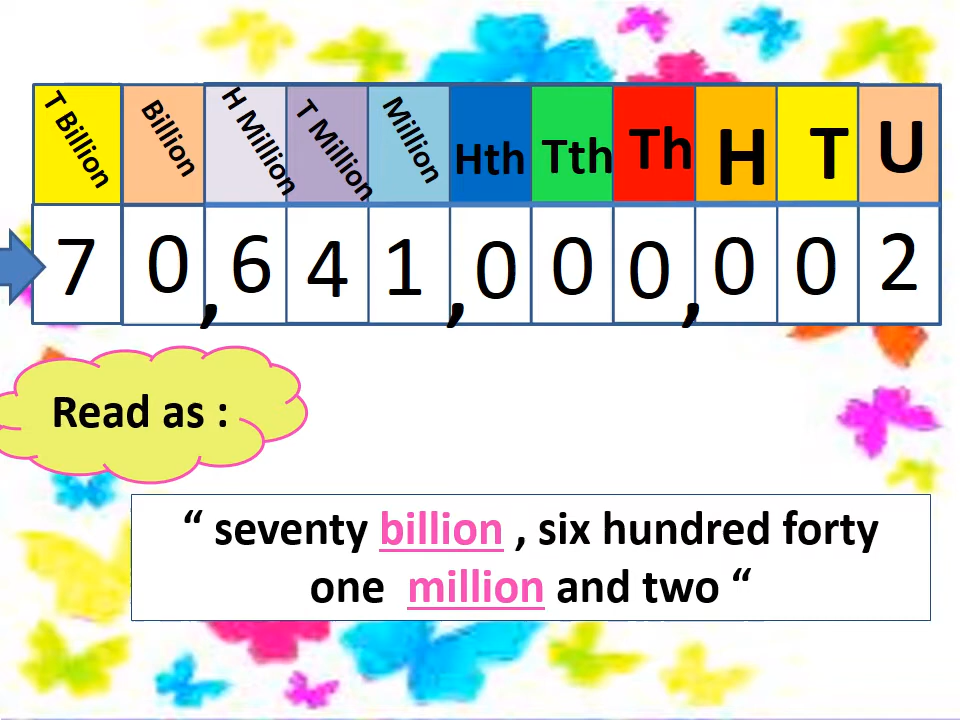 T Billion Billion H Million T Million Million Hth Tth Th H T U
7 0 , 6 4 1 , 0 0 0 , 0 0 2
Read as :
“ seventy billion , six hundred forty
one million and two “